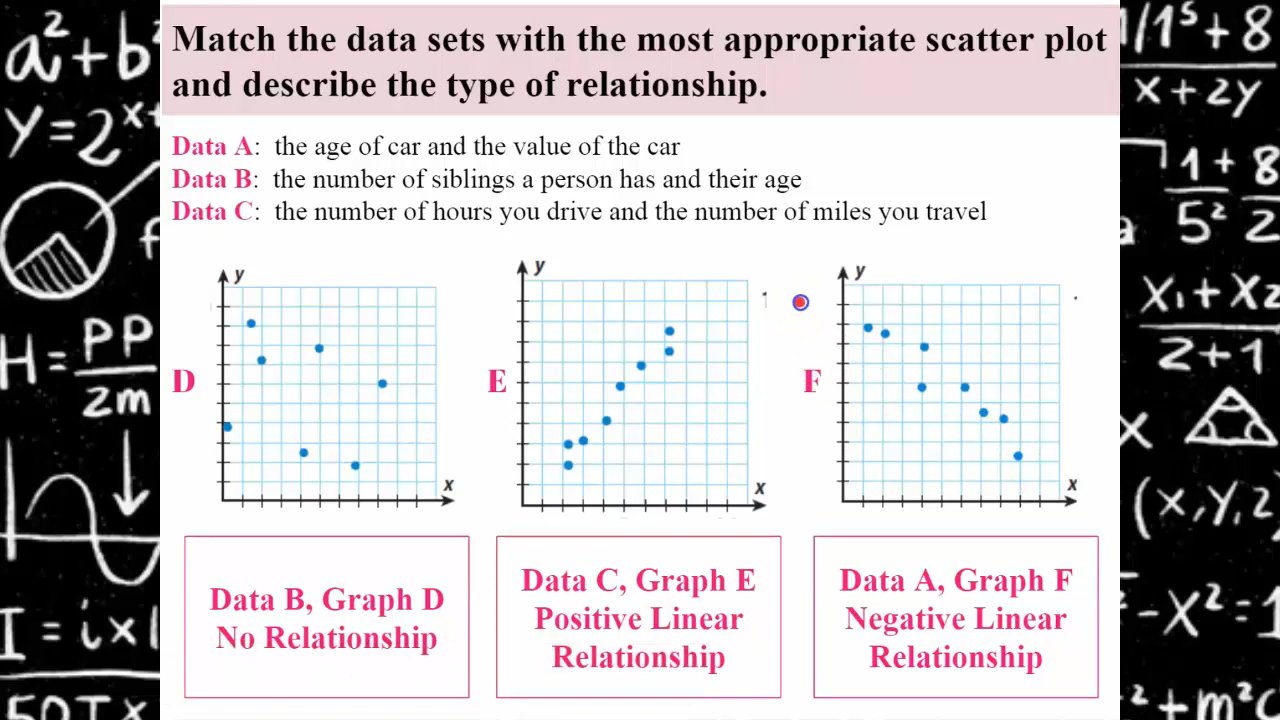 Match the data sets with the most appropriate scatter plot
and describe the type of relationship.
Data A: the age of car and the value of the car
Data B: the number of siblings a person has and their age
Data C: the number of hours you drive and the number of miles you travel
D
y
x
E
y
x
F
y
x
Data B, Graph D
No Relationship
Data C, Graph E
Positive Linear
Relationship
Data A, Graph F
Negative Linear
Relationship